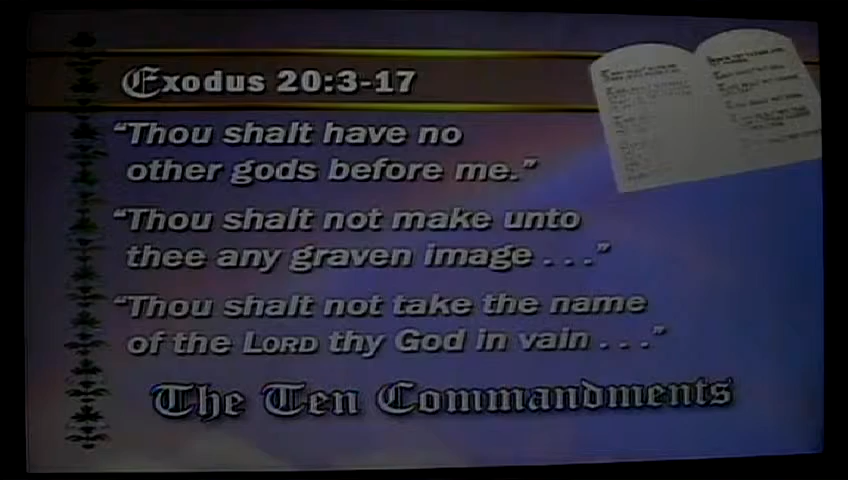 Exodus 20:3-17
“Thou shalt have no
other gods before me.”
“Thou shalt not make unto
thee any graven image . . .”
“Thou shalt not take the name
of the LORD thy God in vain . . .”
The Ten Commandments